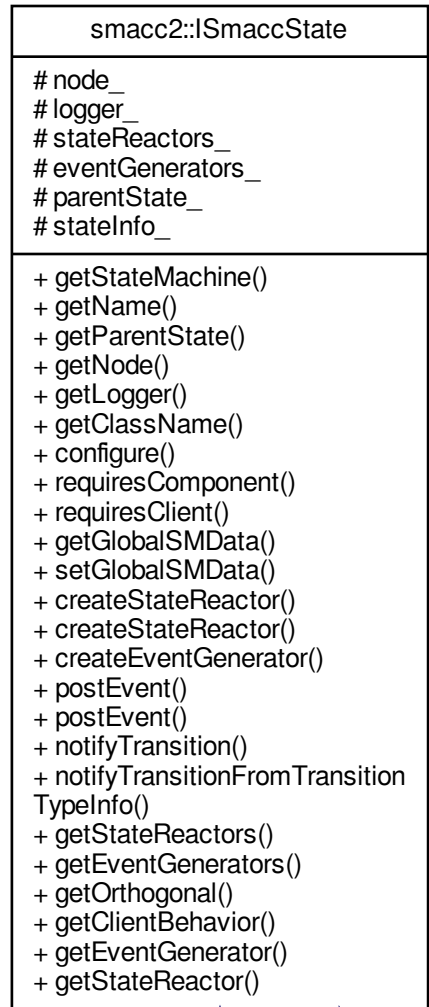 smacc2::ISmaccState
# node_
# logger_
# stateReactors_
# eventGenerators_
# parentState_
# stateInfo_
+ getStateMachine()
+ getName()
+ getParentState()
+ getNode()
+ getLogger()
+ getClassName()
+ configure()
+ requiresComponent()
+ requiresClient()
+ getGlobalSMData()
+ setGlobalSMData()
+ createStateReactor()
+ createStateReactor()
+ createEventGenerator()
+ postEvent()
+ postEvent()
+ notifyTransition()
+ notifyTransitionFromTransition
TypeInfo()
+ getStateReactors()
+ getEventGenerators()
+ getOrthogonal()
+ getClientBehavior()
+ getEventGenerator()
+ getStateReactor()